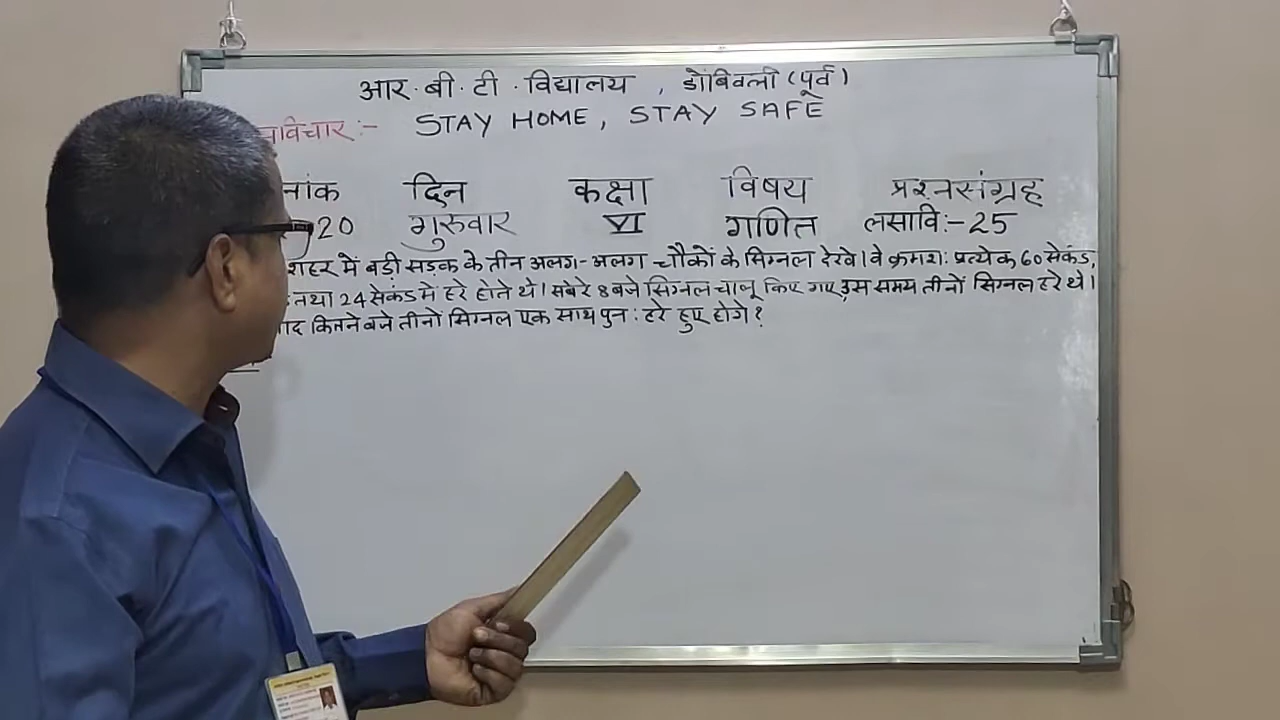 आर.बी.टी.विद्यालय, डोंबिवली (पूर्व)
STAY HOME, STAY SAFE
दिन कक्षा विषय प्रश्नसंग्रह
20 गुरुवार VI गणित लसावि:-25
शहर में बड़ी सड़क के तीन अलग-अलग चौकों के सिग्नल देखे। वे क्रमश: प्रत्येक 60 सेकंड,
तथा 24 सेकंड मे हरे होते थे। सबेरे 8 बजे सिग्नल चालू किए गए उस समय तीनों सिग्नल हरे थे।
कितने बजे तीनो सिग्नल एक साथ पुन: हरे हुए होगे?